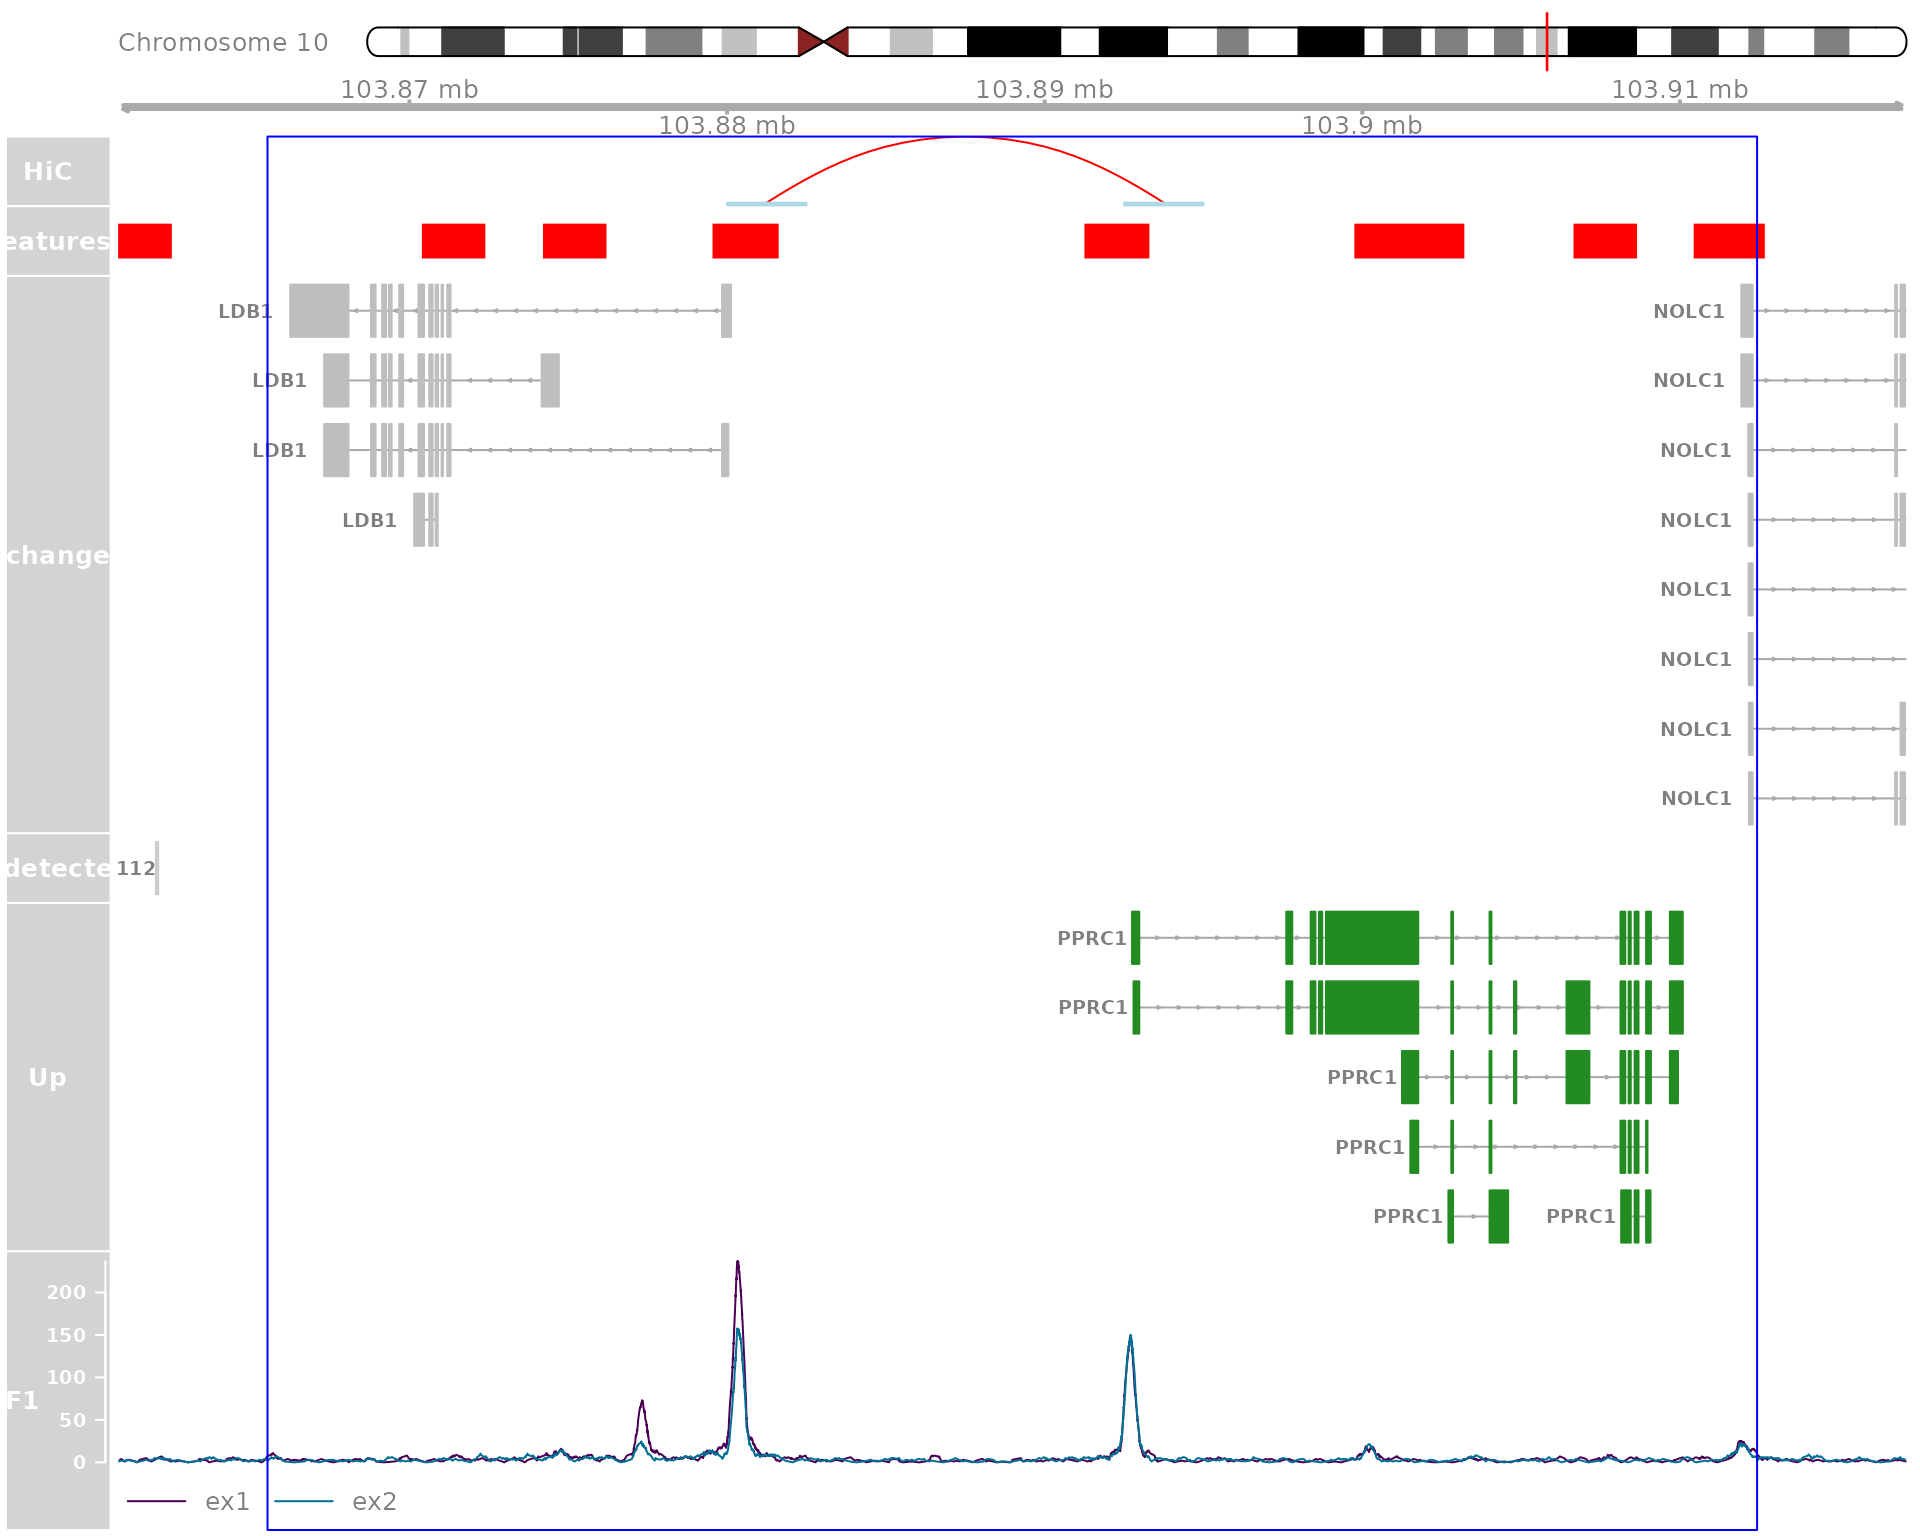 Chromosome 10
103.87 mb 103.89 mb 103.91 mb
103.88 mb 103.9 mb
HiC
eatures
LDB1 NOLC1
LDB1 NOLC1
LDB1 NOLC1
change LDB1 NOLC1
NOLC1
NOLC1
NOLC1
NOLC1
detecte 112
PPRC1
PPRC1
Up PPRC1
PPRC1
PPRC1 PPRC1
200
150
100
F1 50
0
ex1 ex2